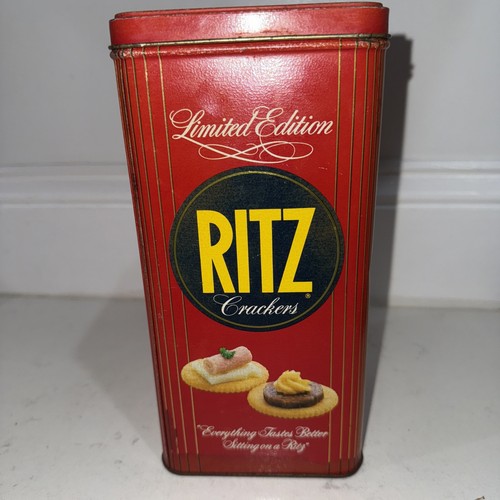 Limited Edition
RITZ®
Crackers
"Everything Tastes Better
Sitting on a Ritz"